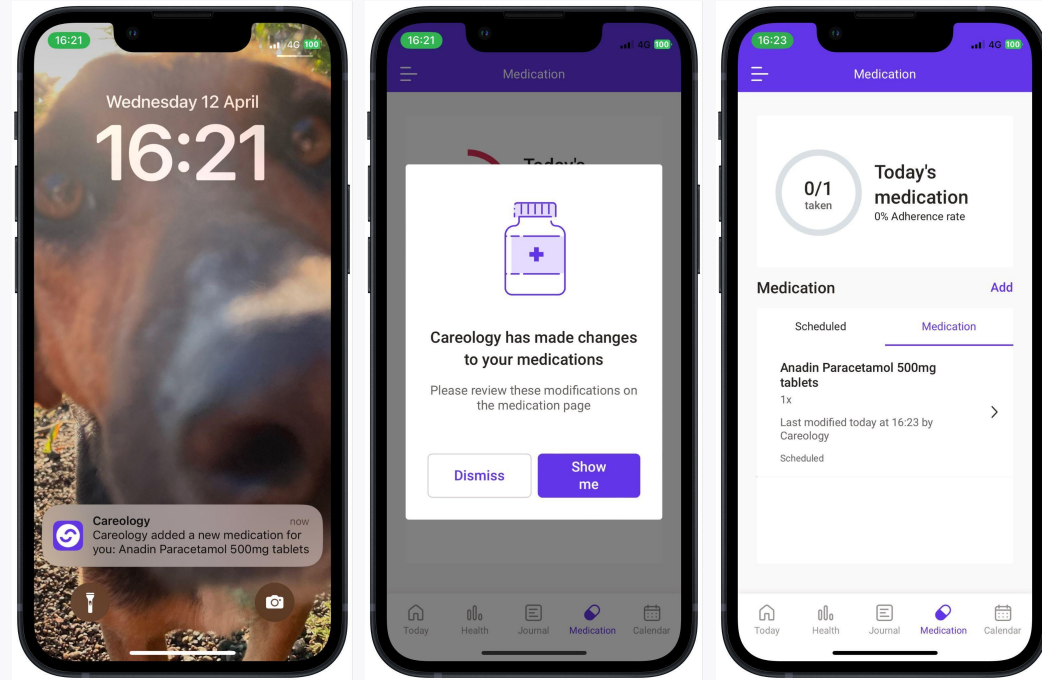 16:21
4G 100
Wednesday 12 April
16:21
Careology now
Careology added a new medication for
you: Anadin Paracetamol 500mg tablets
16:21
4G 100
Medication
Today's
Careology has made changes
to your medications
Please review these modifications on
the medication page
Dismiss
Show
me
Today Health Journal Medication Calendar
16:23
4G 100
Medication
0/1
taken
Today's
medication
0% Adherence rate
Medication Add
Scheduled Medication
Anadin Paracetamol 500mg
tablets
1x
Last modified today at 16:23 by
Careology
Scheduled
Today Health Journal Medication Calendar